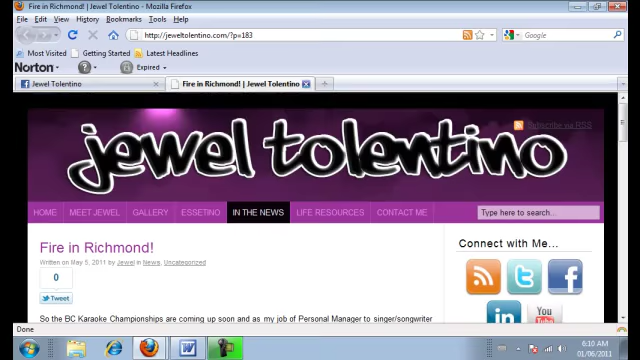 Fire in Richmond! | Jewel Tolentino - Mozilla Firefox
File Edit View History Bookmarks Tools Help
http://jeweltolentino.com/?p=183
Google
Most Visited Getting Started Latest Headlines
Norton Expired
Jewel Tolentino
Fire in Richmond! | Jewel Tolentino
Subscribe via RSS
jewel tolentino
HOME MEET JEWEL GALLERY ESSETINO IN THE NEWS LIFE RESOURCES CONTACT ME
Type here to search...
Fire in Richmond!
Written on May 5, 2011 by Jewel in News, Uncategorized
0
Tweet
Connect with Me...
in
You
Tube
So the BC Karaoke Championships are coming up soon and as my job of Personal Manager to singer/songwriter
Done
6:10 AM
01/06/2011